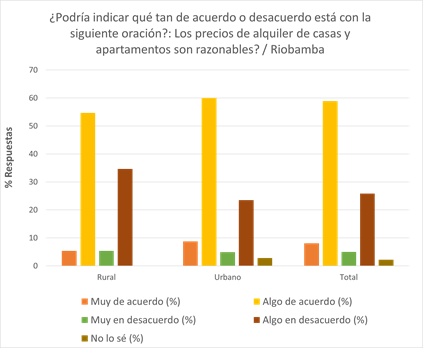 ¿Podría indicar qué tan de acuerdo o desacuerdo está con la
siguiente oración?: Los precios de alquiler de casas y
apartamentos son razonables? / Riobamba
70
60
50
40
30
20
10
0
% Respuestas
Rural
Urbano
Total
Muy de acuerdo (%)
Algo de acuerdo (%)
Muy en desacuerdo (%)
Algo en desacuerdo (%)
No lo sé (%)